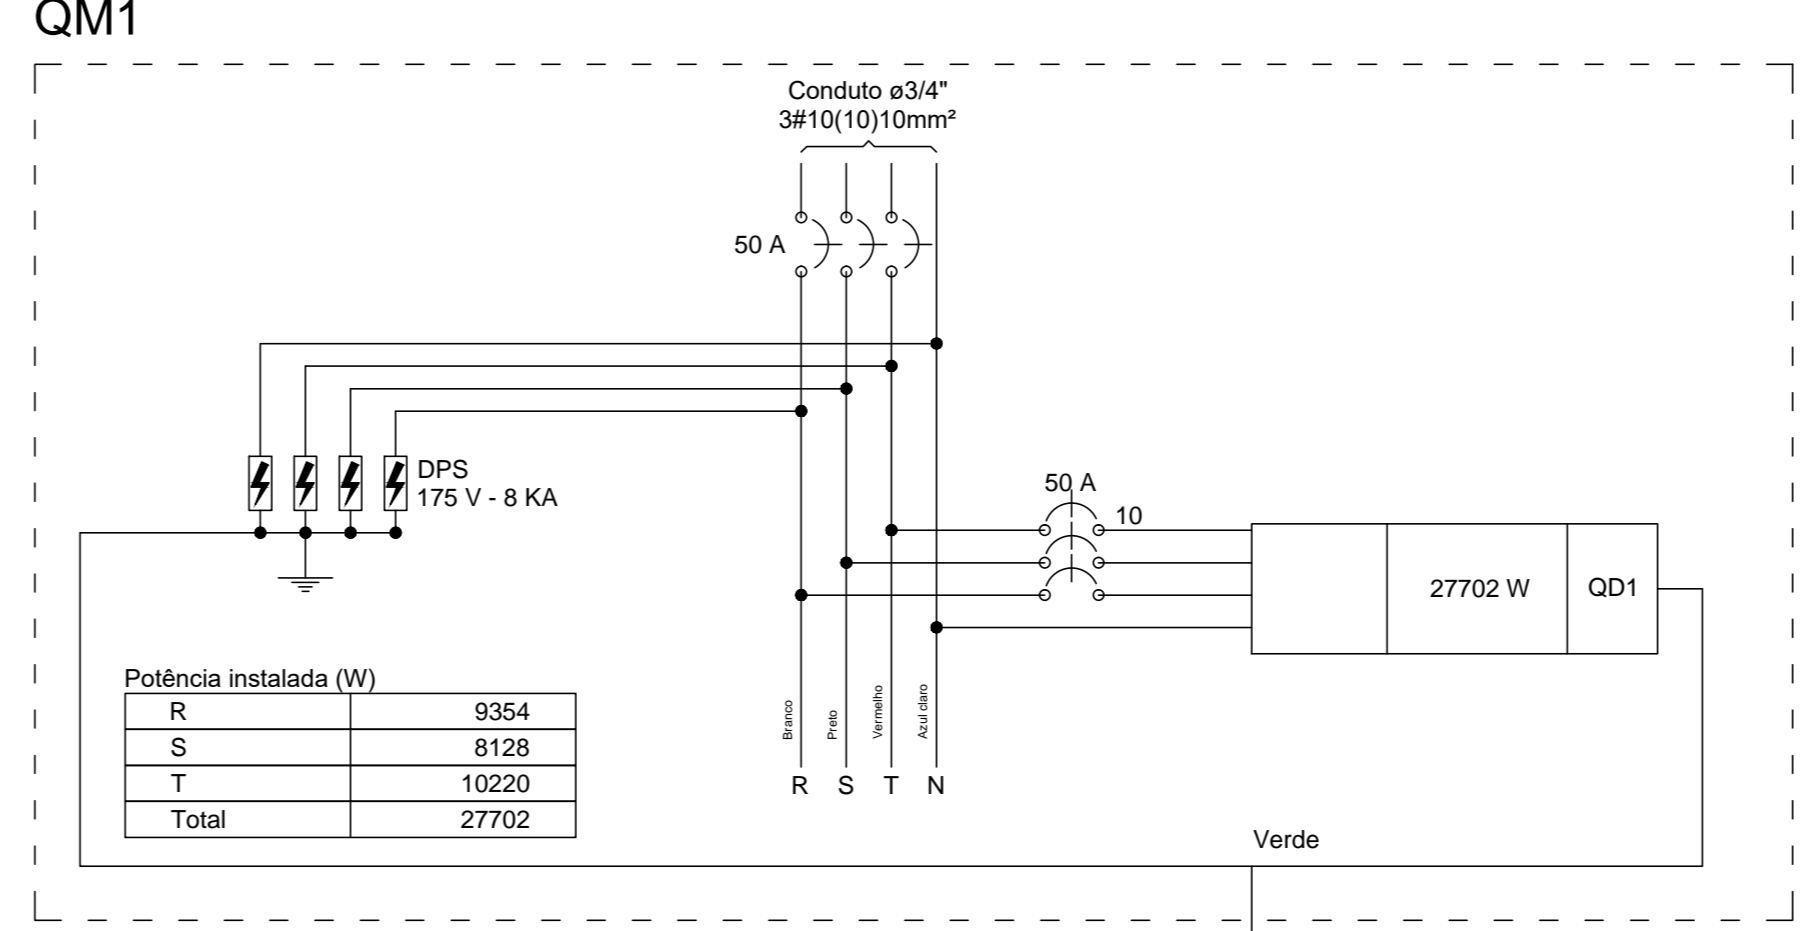 QM1
Conduto ø3/4"
3#10(10)10mm²
50 A
DPS
175 V - 8 KA
50 A
10
27702 W
QD1
Potência instalada (W)
R 9354
S 8128
T 10220
Total 27702
Branco
Preto
Vermelho
Azul claro
R S T N
Verde